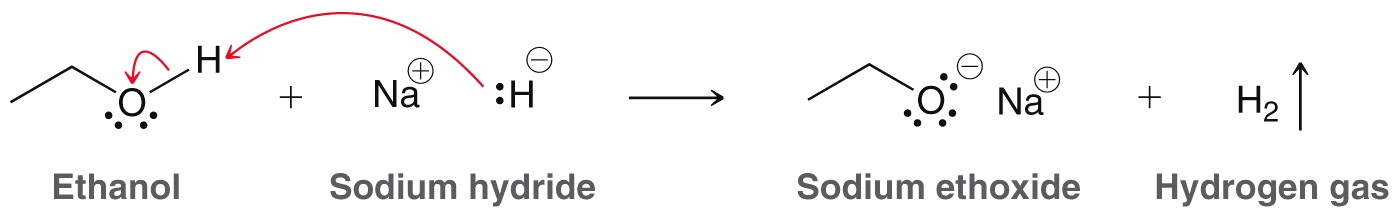 H
O + Na⊕ :H⊖ ⟶ O⊖ Na⊕ + H₂↑
Ethanol Sodium hydride Sodium ethoxide Hydrogen gas